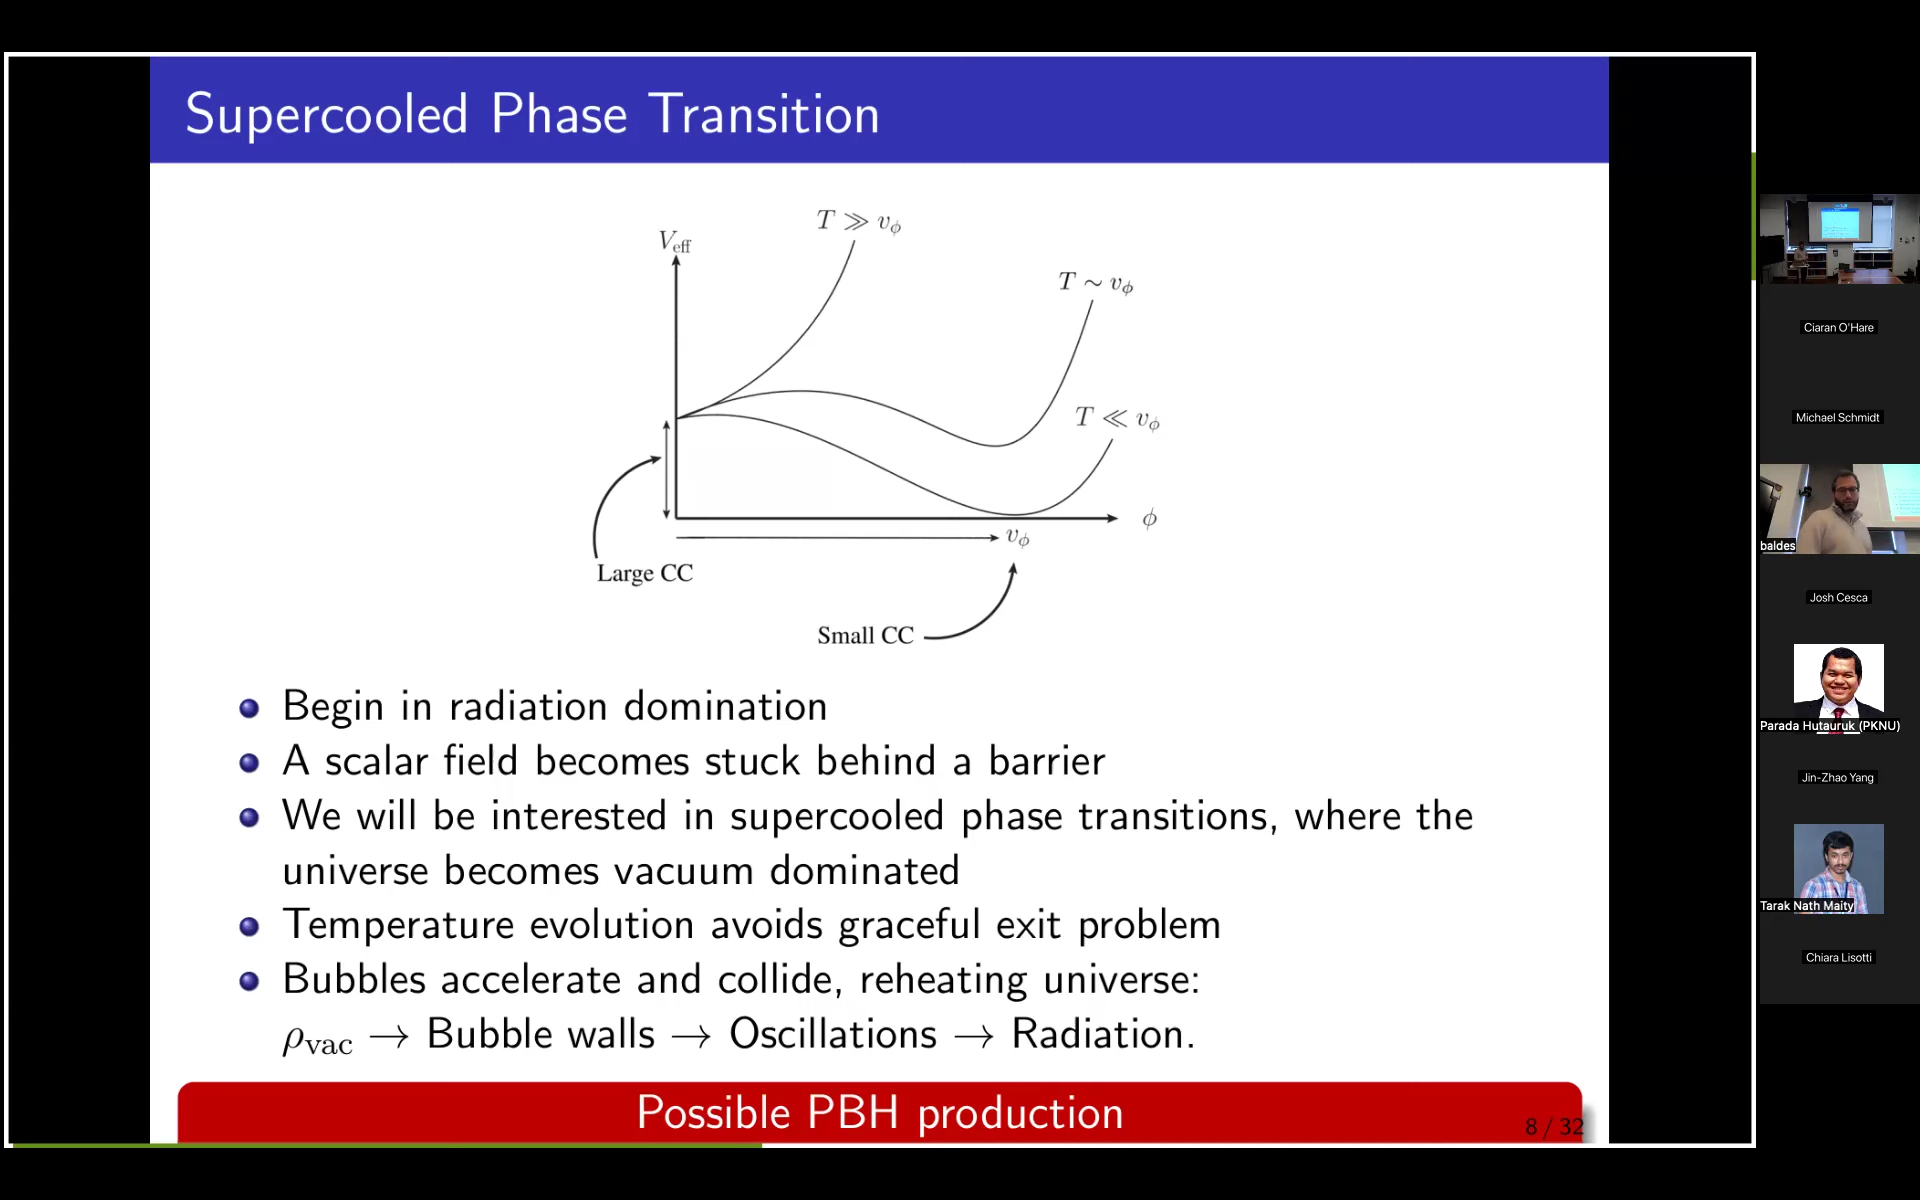 Supercooled Phase Transition
V_eff
T ≫ v_ϕ
T ∼ v_ϕ
T ≪ v_ϕ
ϕ
v_ϕ
Large CC
Small CC
Begin in radiation domination
A scalar field becomes stuck behind a barrier
We will be interested in supercooled phase transitions, where the
universe becomes vacuum dominated
Temperature evolution avoids graceful exit problem
Bubbles accelerate and collide, reheating universe:
ρ_vac → Bubble walls → Oscillations → Radiation.
Possible PBH production
8 / 32
Ciaran O'Hare
Michael Schmidt
baldes
Josh Cesca
Parada Hutauruk (PKNU)
Jin-Zhao Yang
Tarak Nath Maity
Chiara Lisotti